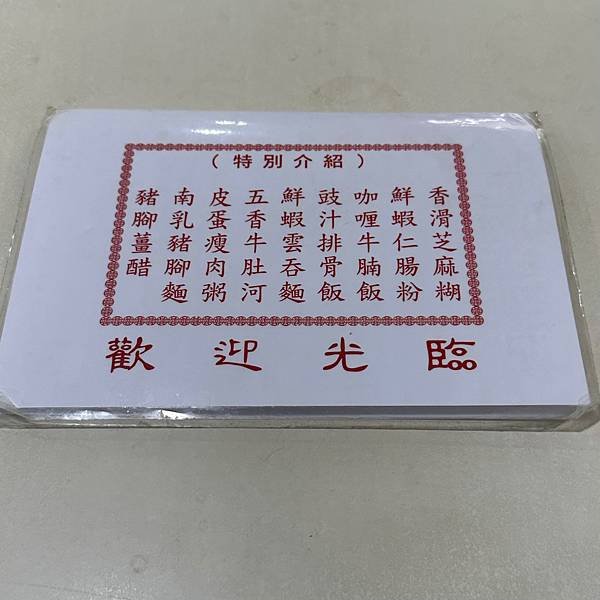 （特別介紹）
香滑芝麻糊
鮮蝦仁腸粉
咖喱牛腩飯
豉汁排骨飯
鮮蝦雲吞麵
五香牛肚河
皮蛋瘦肉粥
南乳豬腳麵
豬腳薑醋
歡迎光臨